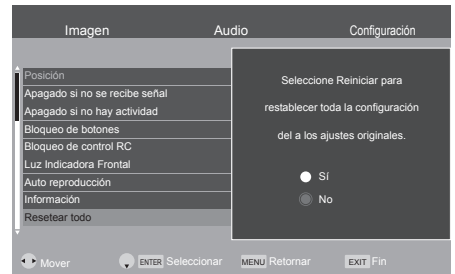 Imagen Audio Configuración
Posición
Apagado si no se recibe señal
Apagado si no hay actividad
Bloqueo de botones
Bloqueo de control RC
Luz Indicadora Frontal
Auto reproducción
Información
Resetear todo
Seleccione Reiniciar para
restablecer toda la configuración
del a los ajustes originales.
Sí
No
Mover ENTER Seleccionar MENU Retornar EXIT Fin